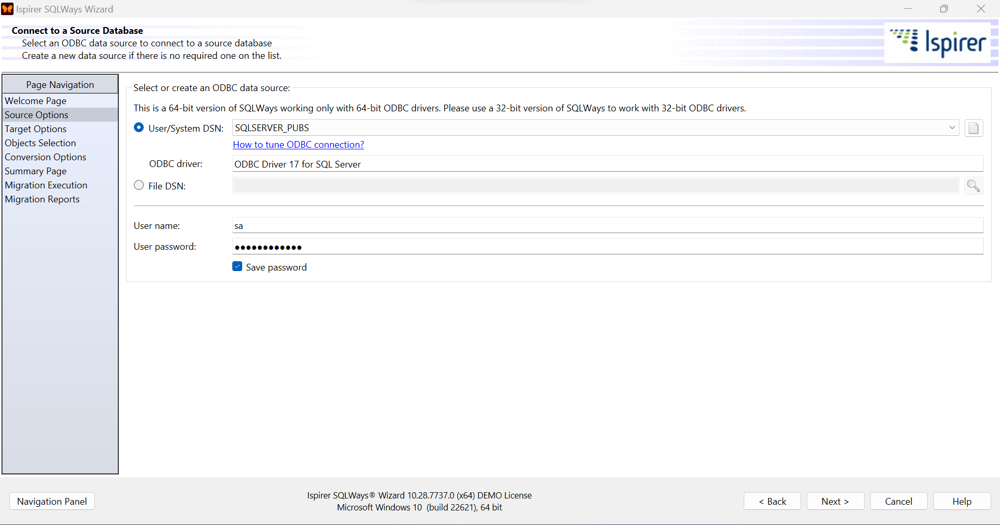 Ispirer SQLWays Wizard
Connect to a Source Database
Select an ODBC data source to connect to a source database
Create a new data source if there is no required one on the list.
Ispirer
Page Navigation
Welcome Page
Source Options
Target Options
Objects Selection
Conversion Options
Summary Page
Migration Execution
Migration Reports
Select or create an ODBC data source:
This is a 64-bit version of SQLWays working only with 64-bit ODBC drivers. Please use a 32-bit version of SQLWays to work with 32-bit ODBC drivers.
User/System DSN: SQLSERVER_PUBS
How to tune ODBC connection?
ODBC driver: ODBC Driver 17 for SQL Server
File DSN:
User name: sa
User password: ●●●●●●●●●●●●
Save password
Navigation Panel
Ispirer SQLWays® Wizard 10.28.7737.0 (x64) DEMO License
Microsoft Windows 10 (build 22621), 64 bit
< Back Next > Cancel Help